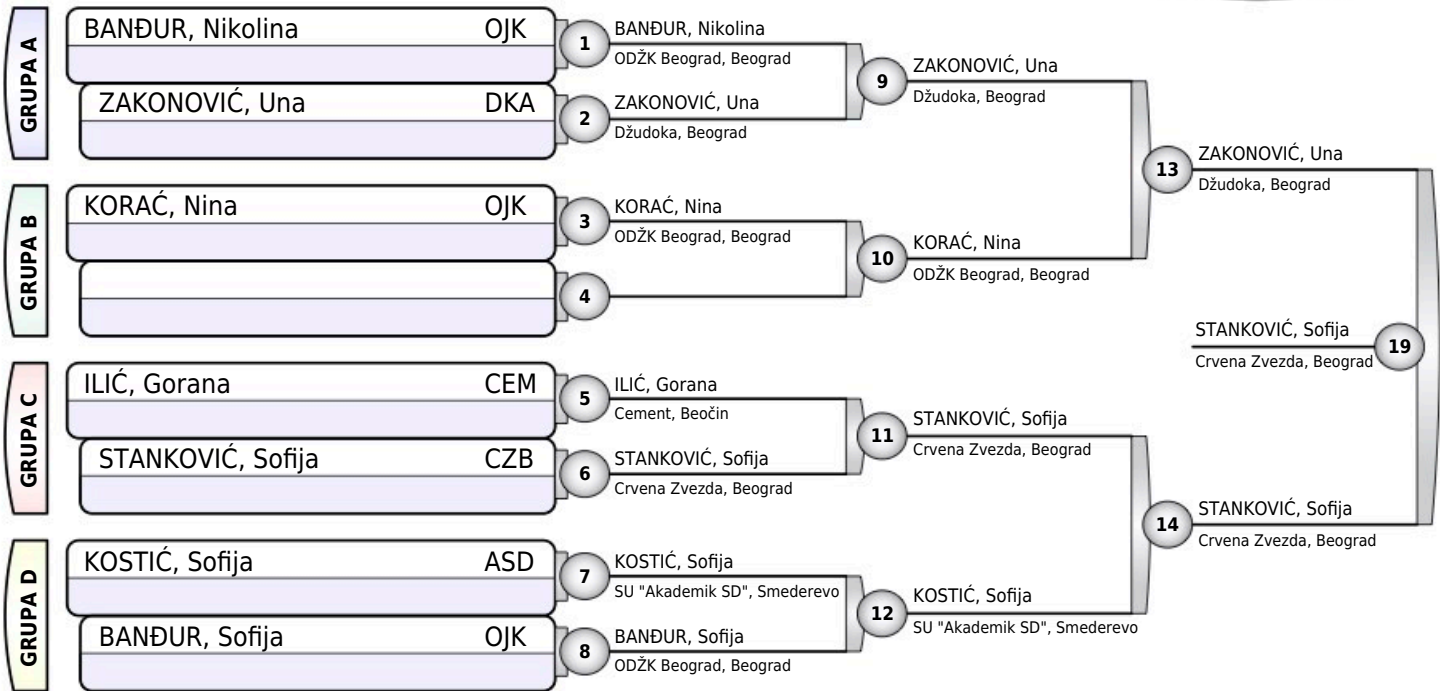 GRUPA A
BANĐUR, Nikolina OJK
ZAKONOVIĆ, Una DKA
GRUPA B
KORAĆ, Nina OJK
GRUPA C
ILIĆ, Gorana CEM
STANKOVIĆ, Sofija CZB
GRUPA D
KOSTIĆ, Sofija ASD
BANĐUR, Sofija OJK
1
BANĐUR, Nikolina
ODŽK Beograd, Beograd
2
ZAKONOVIĆ, Una
Džudoka, Beograd
3
KORAĆ, Nina
ODŽK Beograd, Beograd
4
5
ILIĆ, Gorana
Cement, Beočin
6
STANKOVIĆ, Sofija
Crvena Zvezda, Beograd
7
KOSTIĆ, Sofija
SU "Akademik SD", Smederevo
8
BANĐUR, Sofija
ODŽK Beograd, Beograd
9
ZAKONOVIĆ, Una
Džudoka, Beograd
10
KORAĆ, Nina
ODŽK Beograd, Beograd
11
STANKOVIĆ, Sofija
Crvena Zvezda, Beograd
12
KOSTIĆ, Sofija
SU "Akademik SD", Smederevo
13
ZAKONOVIĆ, Una
Džudoka, Beograd
14
STANKOVIĆ, Sofija
Crvena Zvezda, Beograd
STANKOVIĆ, Sofija
Crvena Zvezda, Beograd
19